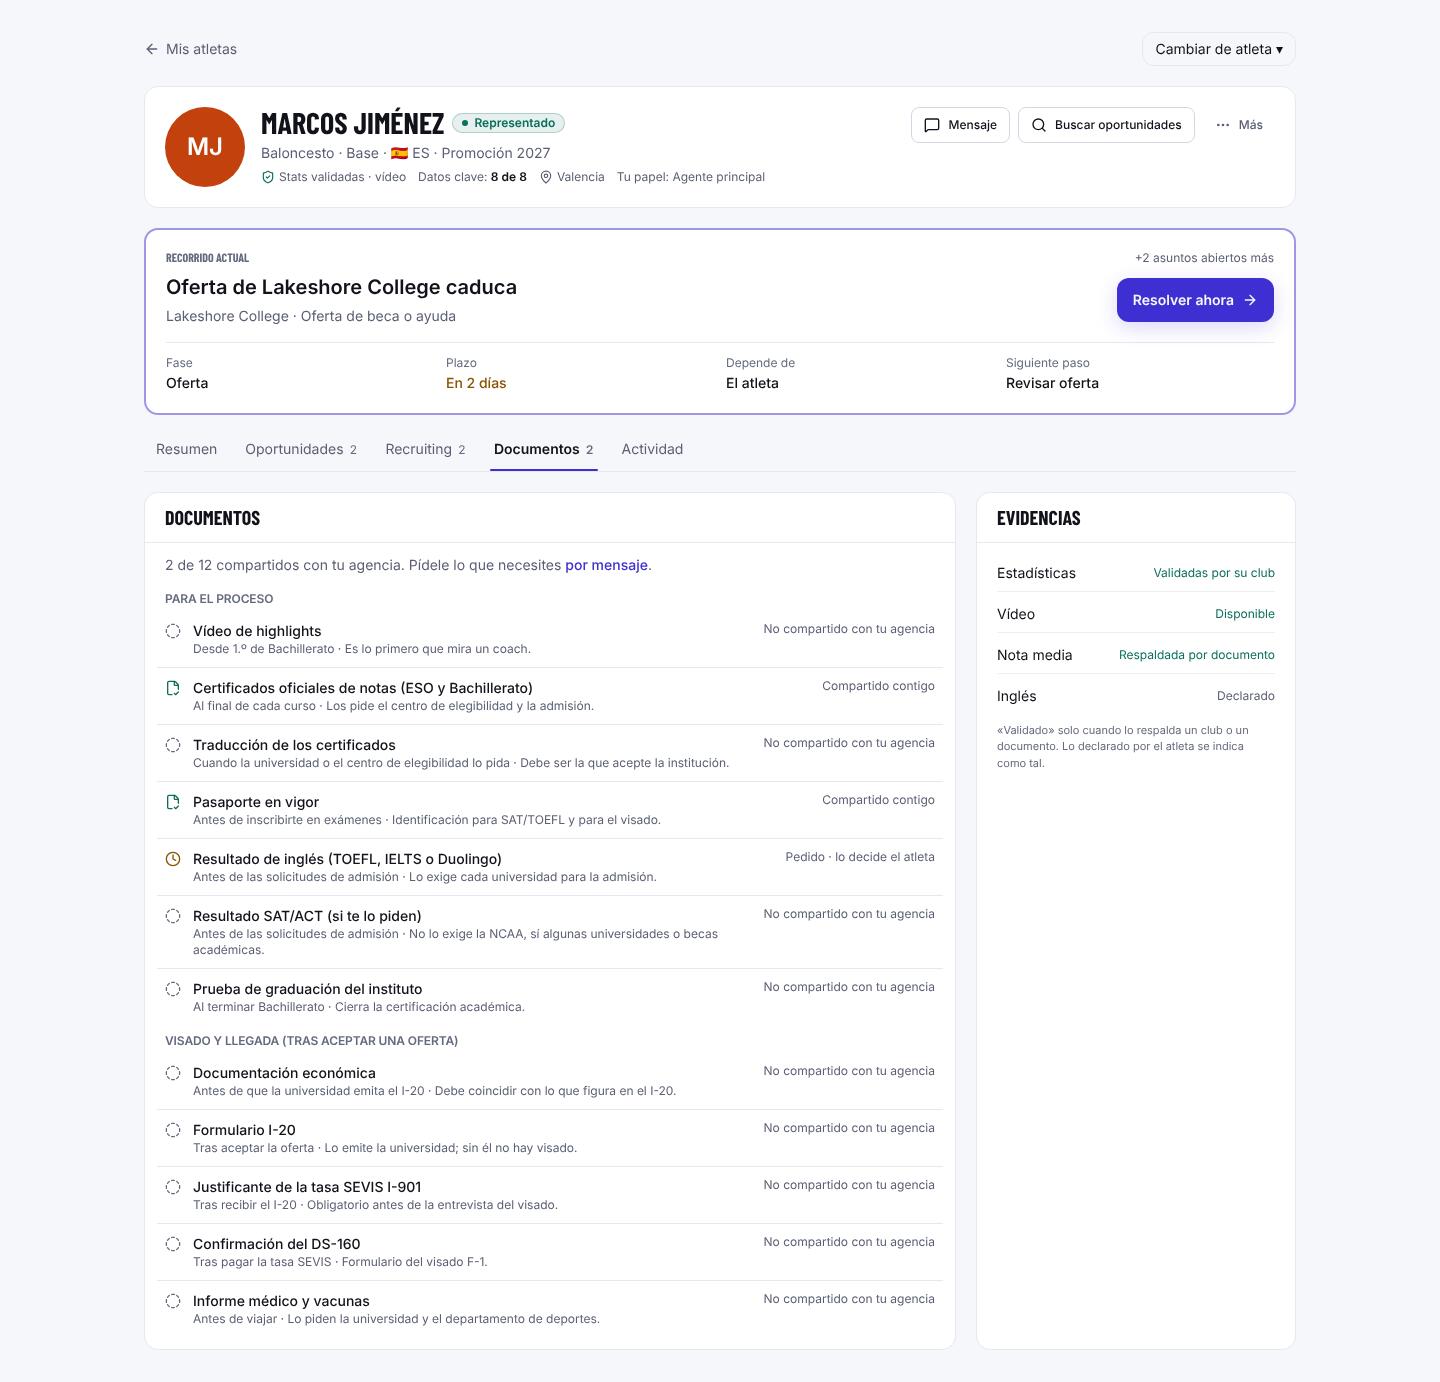 Mis atletas
Cambiar de atleta ▾
MJ
MARCOS JIMÉNEZ
Representado
Baloncesto · Base · 🇪🇸 ES · Promoción 2027
Stats validadas · vídeo Datos clave: 8 de 8 Valencia Tu papel: Agente principal
Mensaje
Buscar oportunidades
Más
RECORRIDO ACTUAL
+2 asuntos abiertos más
Oferta de Lakeshore College caduca
Lakeshore College · Oferta de beca o ayuda
Resolver ahora
Fase
Oferta
Plazo
En 2 días
Depende de
El atleta
Siguiente paso
Revisar oferta
Resumen
Oportunidades 2
Recruiting 2
Documentos 2
Actividad
DOCUMENTOS
2 de 12 compartidos con tu agencia. Pídele lo que necesites por mensaje.
PARA EL PROCESO
Vídeo de highlights
No compartido con tu agencia
Desde 1.º de Bachillerato · Es lo primero que mira un coach.
Certificados oficiales de notas (ESO y Bachillerato)
Compartido contigo
Al final de cada curso · Los pide el centro de elegibilidad y la admisión.
Traducción de los certificados
No compartido con tu agencia
Cuando la universidad o el centro de elegibilidad lo pida · Debe ser la que acepte la institución.
Pasaporte en vigor
Compartido contigo
Antes de inscribirte en exámenes · Identificación para SAT/TOEFL y para el visado.
Resultado de inglés (TOEFL, IELTS o Duolingo)
Pedido · lo decide el atleta
Antes de las solicitudes de admisión · Lo exige cada universidad para la admisión.
Resultado SAT/ACT (si te lo piden)
No compartido con tu agencia
Antes de las solicitudes de admisión · No lo exige la NCAA, sí algunas universidades o becas
académicas.
Prueba de graduación del instituto
No compartido con tu agencia
Al terminar Bachillerato · Cierra la certificación académica.
VISADO Y LLEGADA (TRAS ACEPTAR UNA OFERTA)
Documentación económica
No compartido con tu agencia
Antes de que la universidad emita el I-20 · Debe coincidir con lo que figura en el I-20.
Formulario I-20
No compartido con tu agencia
Tras aceptar la oferta · Lo emite la universidad; sin él no hay visado.
Justificante de la tasa SEVIS I-901
No compartido con tu agencia
Tras recibir el I-20 · Obligatorio antes de la entrevista del visado.
Confirmación del DS-160
No compartido con tu agencia
Tras pagar la tasa SEVIS · Formulario del visado F-1.
Informe médico y vacunas
No compartido con tu agencia
Antes de viajar · Lo piden la universidad y el departamento de deportes.
EVIDENCIAS
Estadísticas Validadas por su club
Vídeo Disponible
Nota media Respaldada por documento
Inglés Declarado
«Validado» solo cuando lo respalda un club o un
documento. Lo declarado por el atleta se indica
como tal.